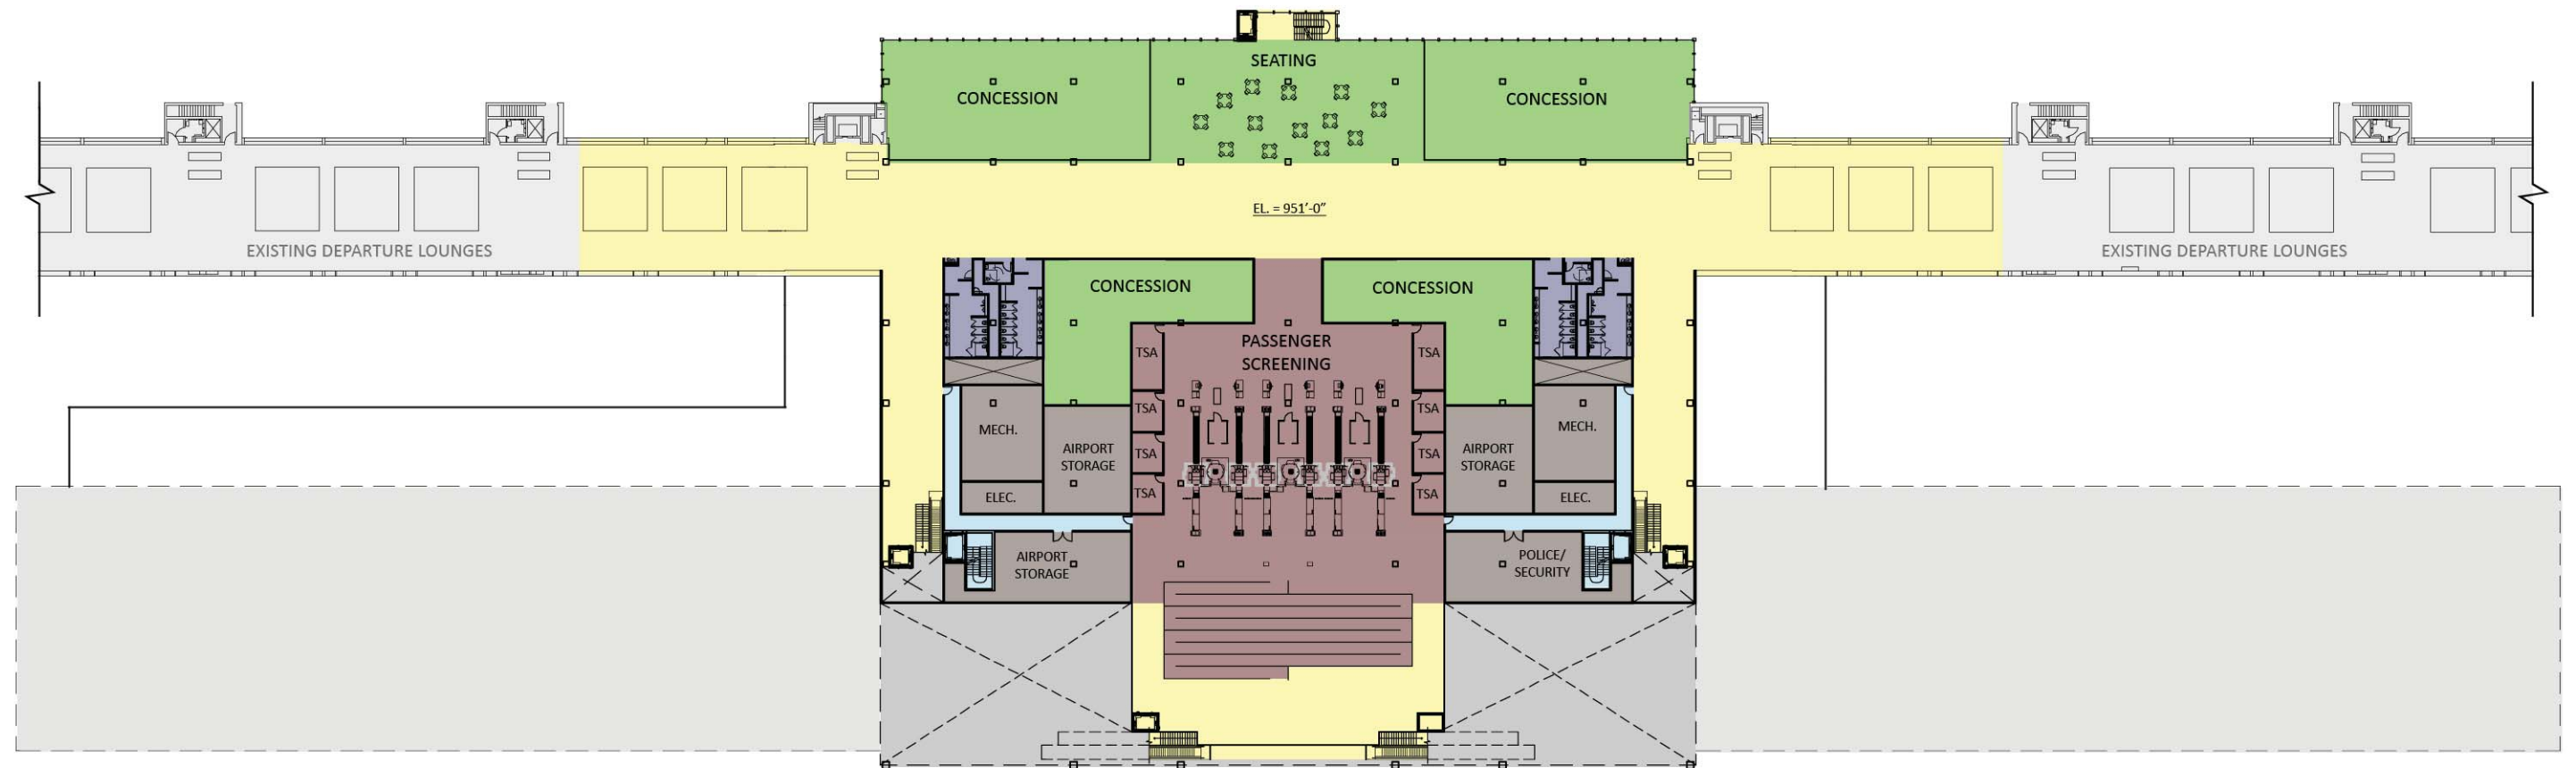 SEATING
CONCESSION
CONCESSION
EL. = 951'-0"
EXISTING DEPARTURE LOUNGES
EXISTING DEPARTURE LOUNGES
CONCESSION
CONCESSION
PASSENGER
SCREENING
TSA
TSA
TSA
TSA
MECH.
MECH.
AIRPORT
STORAGE
TSA
TSA
AIRPORT
STORAGE
ELEC.
TSA
TSA
ELEC.
AIRPORT
STORAGE
POLICE/
SECURITY